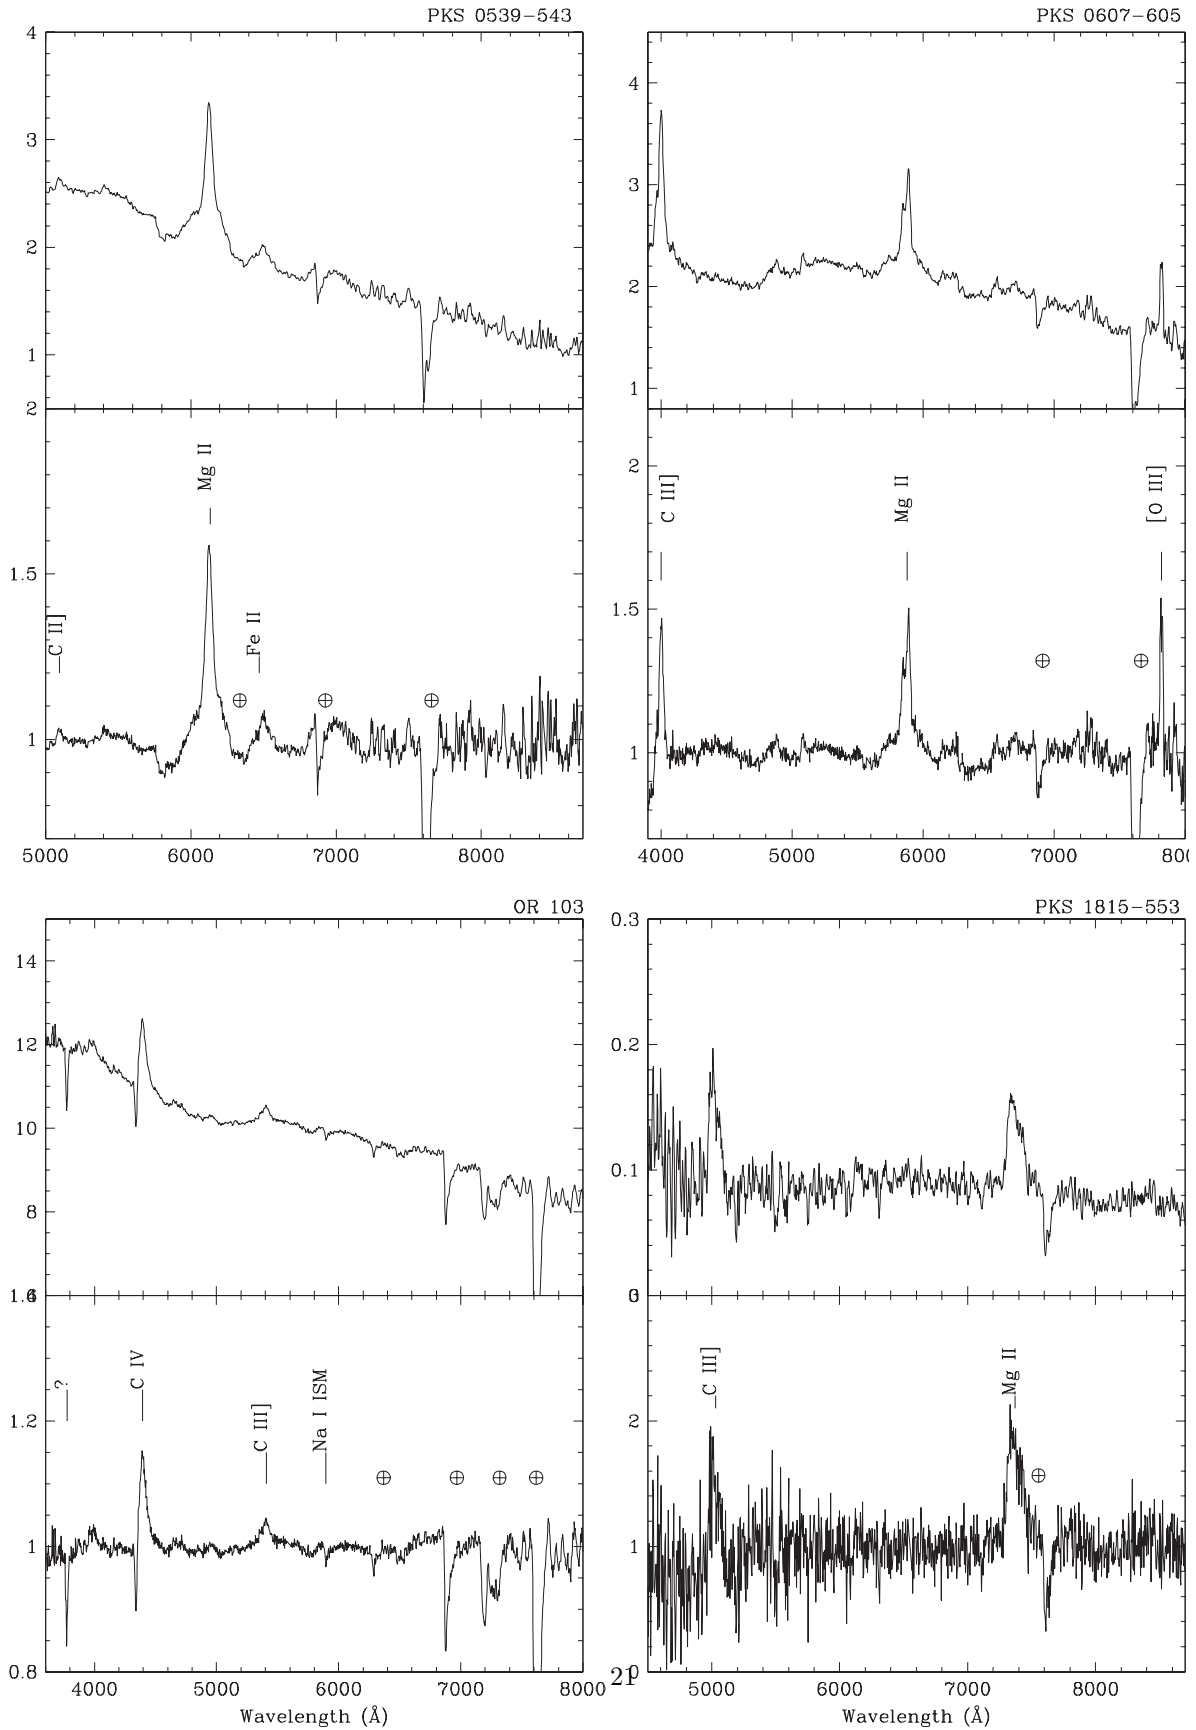 PKS 0539−543
4
3
2
1
2
Mg II
1.5
C II]
Fe II
⊕ ⊕ ⊕
1
5000 6000 7000 8000
PKS 0607−605
4
3
2
1
2
C III]
Mg II
[O III]
1.5
⊕ ⊕
1
4000 5000 6000 7000 800
OR 103
14
12
10
8
?
C IV
C III]
Na I ISM
1.2
⊕ ⊕ ⊕ ⊕
1
0.8
4000 5000 6000 7000 8000
Wavelength (Å)
PKS 1815−553
0.3
0.2
0.1
C III]
Mg II
2
⊕
1
0
5000 6000 7000 8000
Wavelength (Å)
21